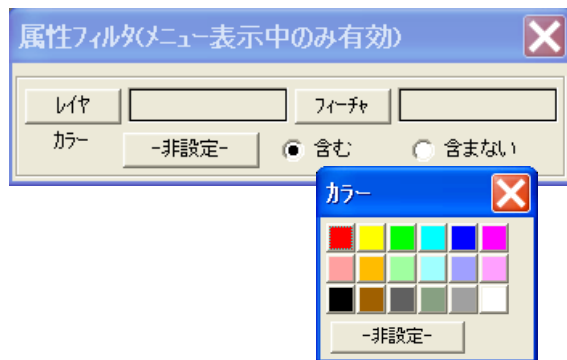 属性フィルタ(メニュー表示中のみ有効)
レイヤ フィーチャ
カラー -非設定- 含む 含まない
カラー
-非設定-